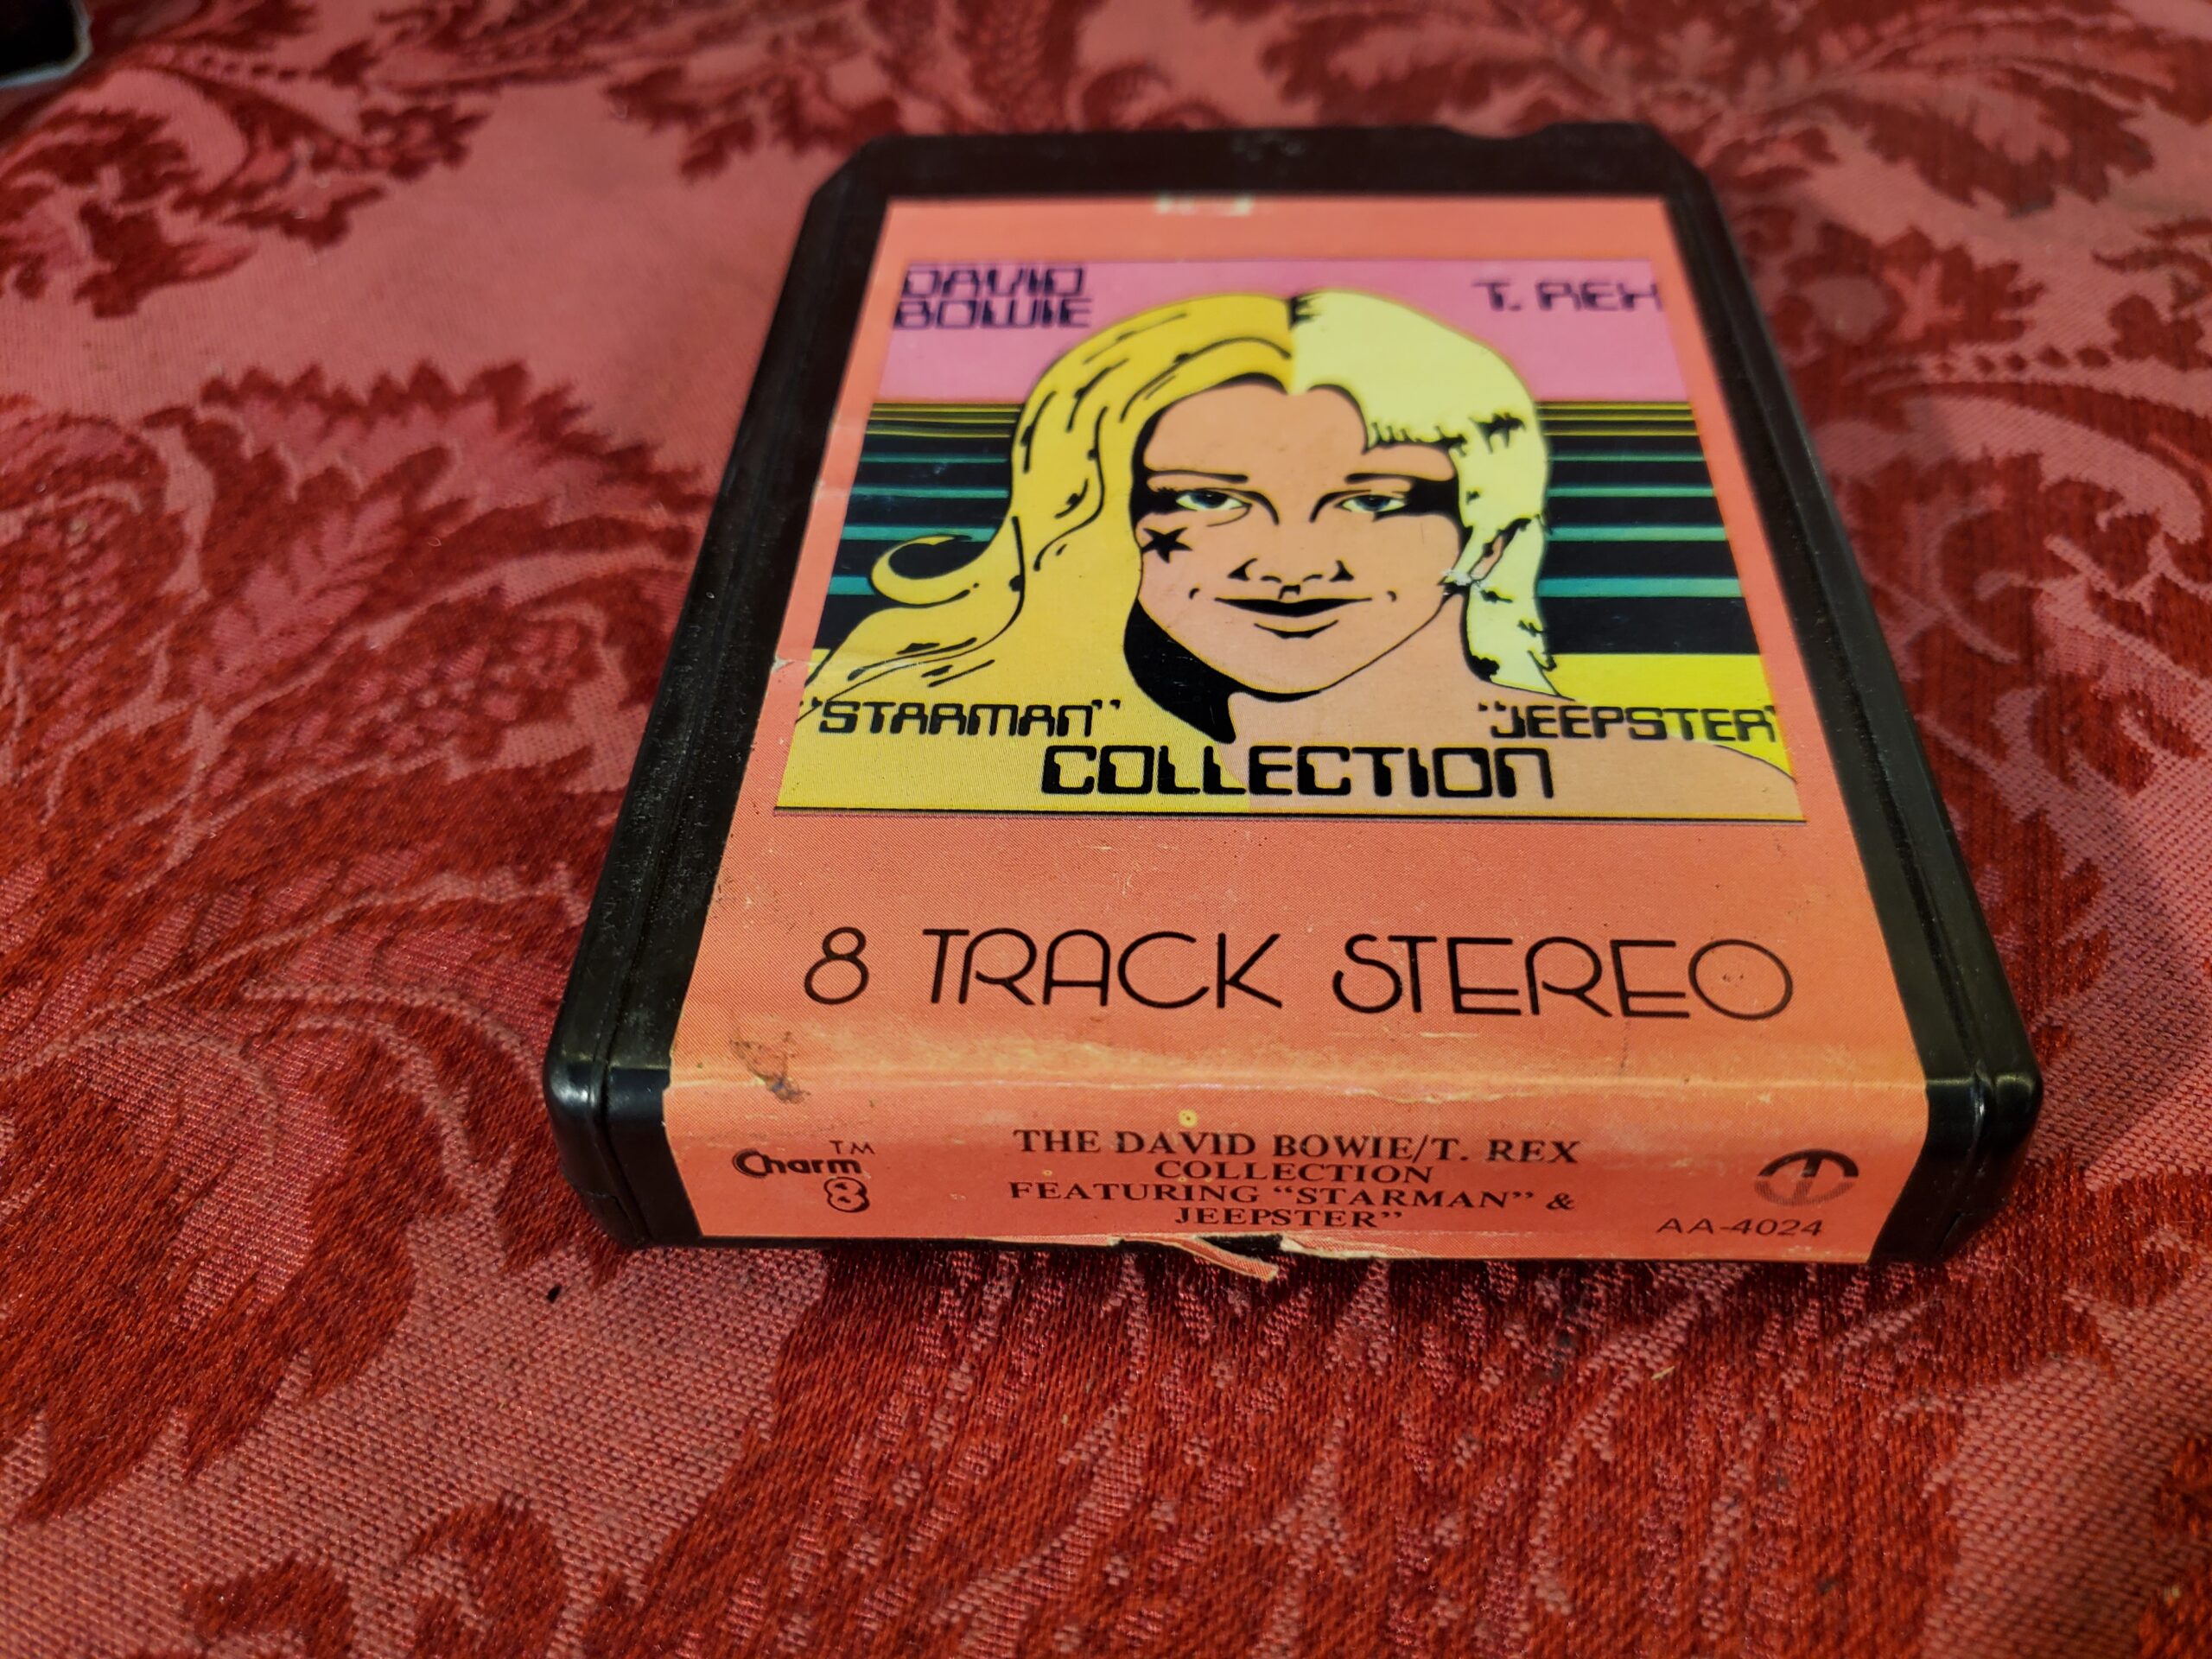 DAVID
BOWIE
T. REX
"STARMAN"
"JEEPSTER"
COLLECTION
8 TRACK STEREO
Charm TM
8
THE DAVID BOWIE/T. REX
COLLECTION
FEATURING "STARMAN" &
JEEPSTER"
AA-4024